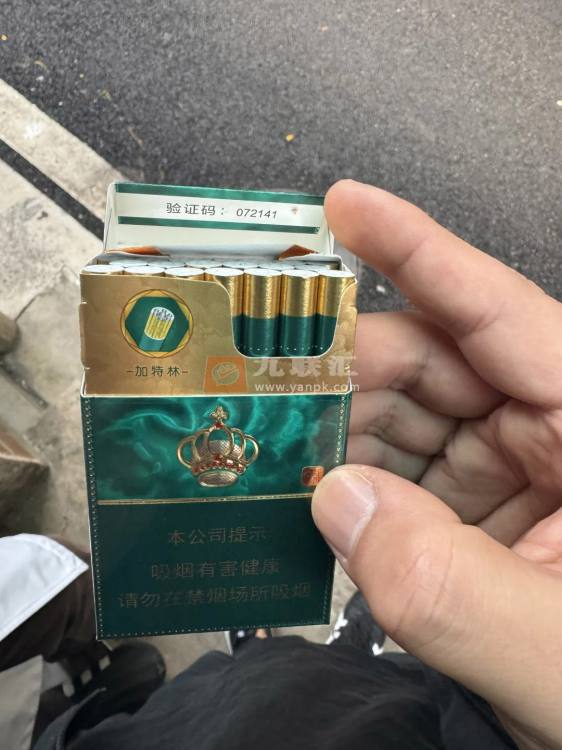 验证码：072141
-加特林-
九联汇
www.yanpk.com
本公司提示
吸烟有害健康
请勿在禁烟场所吸烟